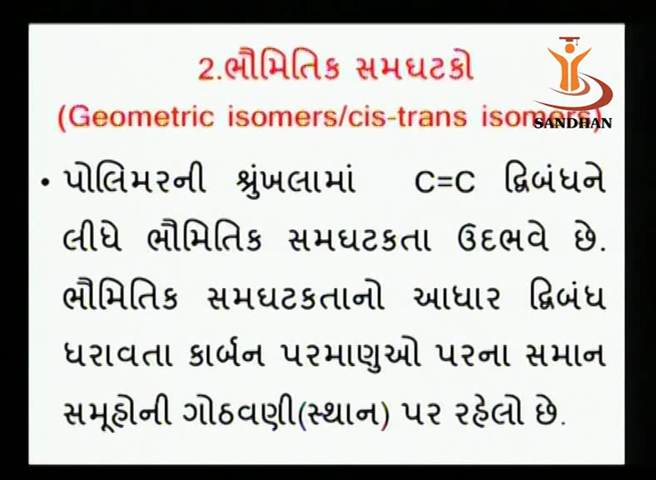 2.ભૌમિતિક સમઘટકો
(Geometric isomers/cis-trans isomers)
SANDHAN
• પોલિમરની શ્રુંખલામાં C=C દ્વિબંધને
લીધે ભૌમિતિક સમઘટકતા ઉદભવે છે.
ભૌમિતિક સમઘટકતાનો આધાર દ્વિબંધ
ધરાવતા કાર્બન પરમાણુઓ પરના સમાન
સમૂહોની ગોઠવણી(સ્થાન) પર રહેલો છે.